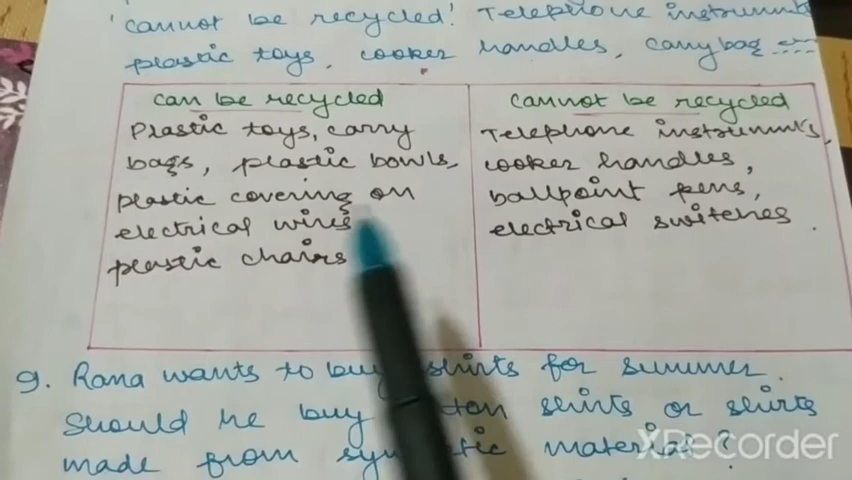 'cannot be recycled'. Telephone instruments
plastic toys, cooker handles, carry bag
can be recycled
Plastic toys, carry
bags, plastic bowls,
plastic covering on
electrical wires
plastic chairs
cannot be recycled
Telephone instruments,
cooker handles,
ballpoint pens,
electrical switches.
9. Rana wants to buy shirts for summer.
Should he buy shirts or shirts
made from material?
XRecorder